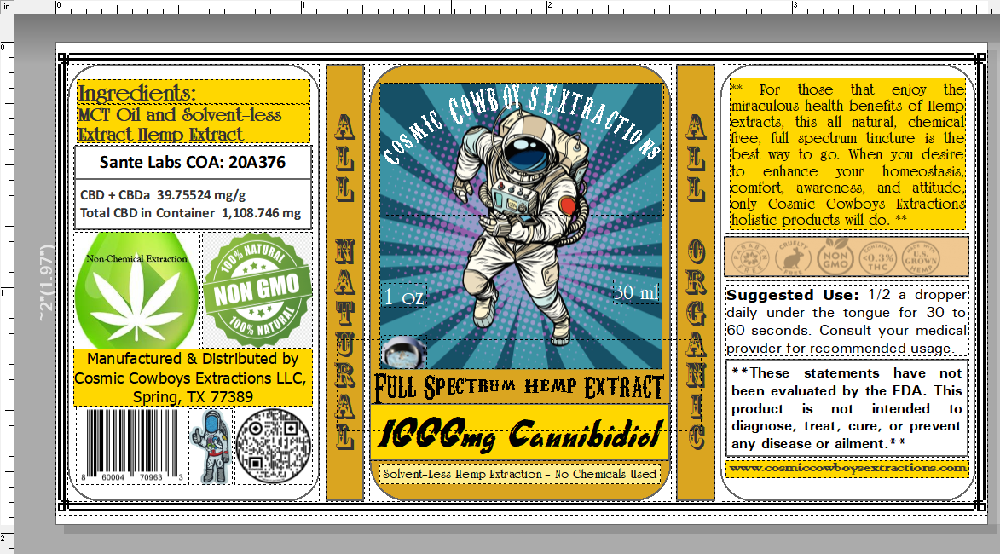 in
0
1
2
3
0
1
2
~ 2" (1.97")
Ingredients:
MCT Oil and Solvent-less
Extract Hemp Extract
Sante Labs COA: 20A376
CBD + CBDa 39.75524 mg/g
Total CBD in Container 1,108.746 mg
Non-Chemical Extraction
100% NATURAL
NON GMO
100% NATURAL
Manufactured & Distributed by
Cosmic Cowboys Extractions LLC,
Spring, TX 77389
8 60004 70963 3
ALL NATURAL
Cosmic Cowboy's Extractions
1 oz
30 ml
Full Spectrum Hemp Extract
1000mg Cannibidiol
Solvent-Less Hemp Extraction - No Chemicals Used
ALL ORGANIC
** For those that enjoy the
miraculous health benefits of Hemp
extracts, this all natural, chemical
free, full spectrum tincture is the
best way to go. When you desire
to enhance your homeostasis,
comfort, awareness, and attitude,
only Cosmic Cowboys Extractions
holistic products will do. **
PARABEN FREE
CRUELTY FREE
NATURAL NON GMO
CONTAINS <0.3% THC
MADE WITH U.S. GROWN HEMP
Suggested Use: 1/2 a dropper
daily under the tongue for 30 to
60 seconds. Consult your medical
provider for recommended usage.
**These statements have not
been evaluated by the FDA. This
product is not intended to
diagnose, treat, cure, or prevent
any disease or ailment.**
www.cosmiccowboysextractions.com